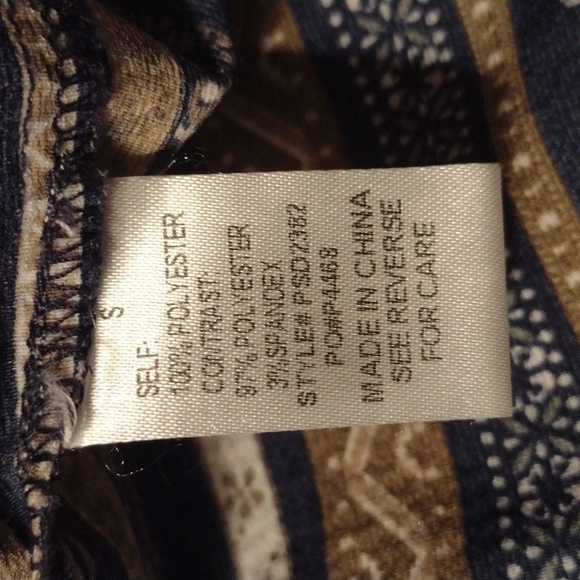 S
SELF:
100% POLYESTER
CONTRAST:
97% POLYESTER
3% SPANDEX
STYLE# PSD2382
PO#P4468
MADE IN CHINA
SEE REVERSE
FOR CARE